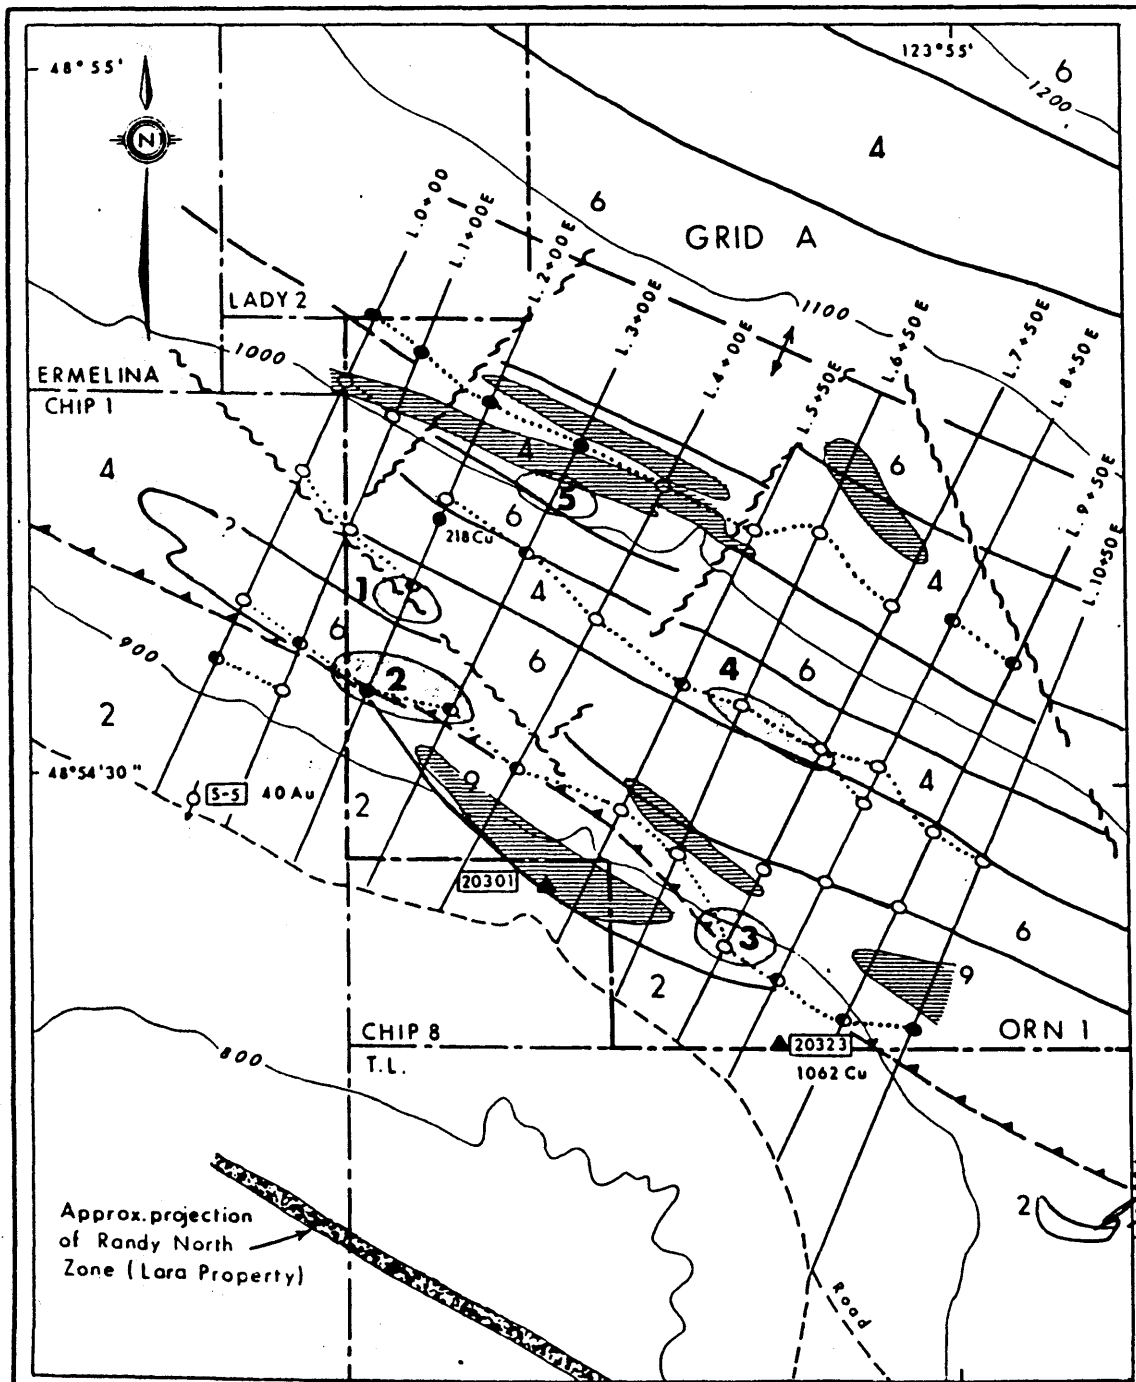 48° 55'
123° 55'
6
1200
N
4
6
GRID A
L.0+00
L.1+00E
L.2+00E
L.3+00E
L.4+00E
L.5+50E
L.6+50E
L.7+50E
L.8+50E
L.9+50E
L.10+50E
1100
LADY 2
1000
ERMELINA
CHIP 1
4
4
6
5
6
?
218 Cu
4
1
4
6
6
4
6
900
2
2
48°54'30"
4
S-5
40 Au
9
2
20301
3
6
2
9
CHIP 8
ORN 1
T.L.
20323
1062 Cu
800
2
Approx. projection
of Randy North
Zone (Lara Property)
Road